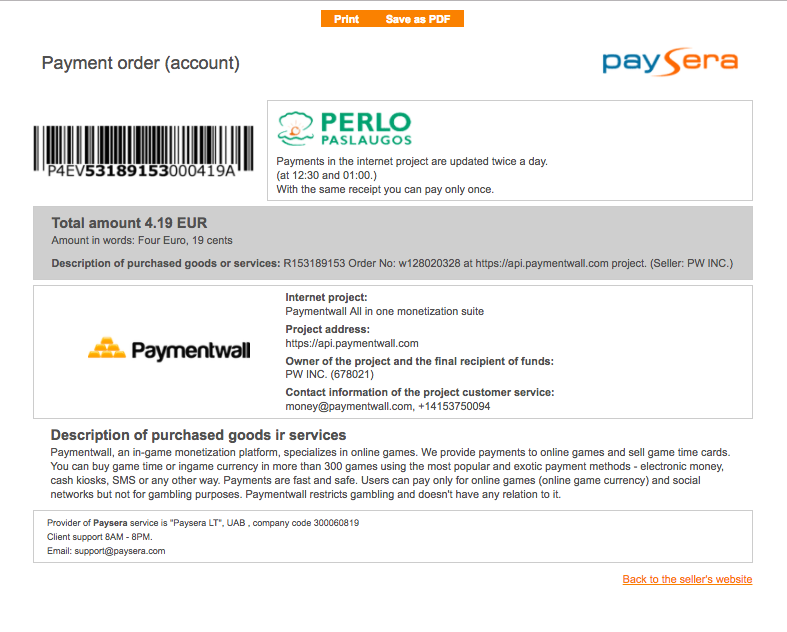 Print Save as PDF
Payment order (account)
paysera
P4EV53189153000419A
PERLO
PASLAUGOS
Payments in the internet project are updated twice a day.
(at 12:30 and 01:00.)
With the same receipt you can pay only once.
Total amount 4.19 EUR
Amount in words: Four Euro, 19 cents
Description of purchased goods or services: R153189153 Order No: w128020328 at https://api.paymentwall.com project. (Seller: PW INC.)
Paymentwall
Internet project:
Paymentwall All in one monetization suite
Project address:
https://api.paymentwall.com
Owner of the project and the final recipient of funds:
PW INC. (678021)
Contact information of the project customer service:
money@paymentwall.com, +14153750094
Description of purchased goods ir services
Paymentwall, an in-game monetization platform, specializes in online games. We provide payments to online games and sell game time cards.
You can buy game time or ingame currency in more than 300 games using the most popular and exotic payment methods - electronic money,
cash kiosks, SMS or any other way. Payments are fast and safe. Users can pay only for online games (online game currency) and social
networks but not for gambling purposes. Paymentwall restricts gambling and doesn't have any relation to it.
Provider of Paysera service is "Paysera LT", UAB , company code 300060819
Client support 8AM - 8PM.
Email: support@paysera.com
Back to the seller's website